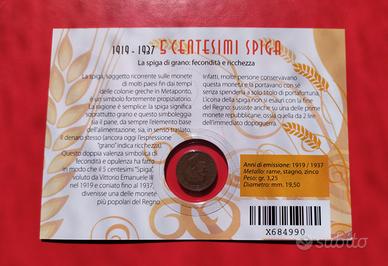 1919 - 1937 5 CENTESIMI SPIGA
La spiga di grano: fecondità e ricchezza
La spiga, soggetto ricorrente sulle monete
di molti paesi fin dai tempi
delle colonie greche in Metaponto,
è un simbolo fortemente propiziatorio.
La ragione è semplice: la spiga significa
soprattutto grano e questo simboleggia
sia il pane, da sempre l'elemento base
dell'alimentazione, sia, in senso traslato,
il denaro stesso (ancora oggi l'espressione
"grano" indica ricchezza).
Questo doppia valenza simbolica di
fecondità e opulenza ha fatto
in modo che il 5 centesimi "Spiga",
voluto da Vittorio Emanuele III
nel 1919 e coniato fino al 1937,
divenisse una delle monete
più popolari del Regno.
Infatti, molte persone conservavano
questa moneta e la portavano con sé
senza spenderla a solo titolo di portafortuna.
L'icona della spiga non si esaurì con la fine
del Regno: sussiste anche su una delle prime
monete repubblicane, ossia quella da 2 lire
dell'immediato dopoguerra.
Anni di emissione: 1919 / 1937
Metallo: rame, stagno, zinco
Peso: gr. 3,25
Diametro: mm. 19,50
X684990
subito